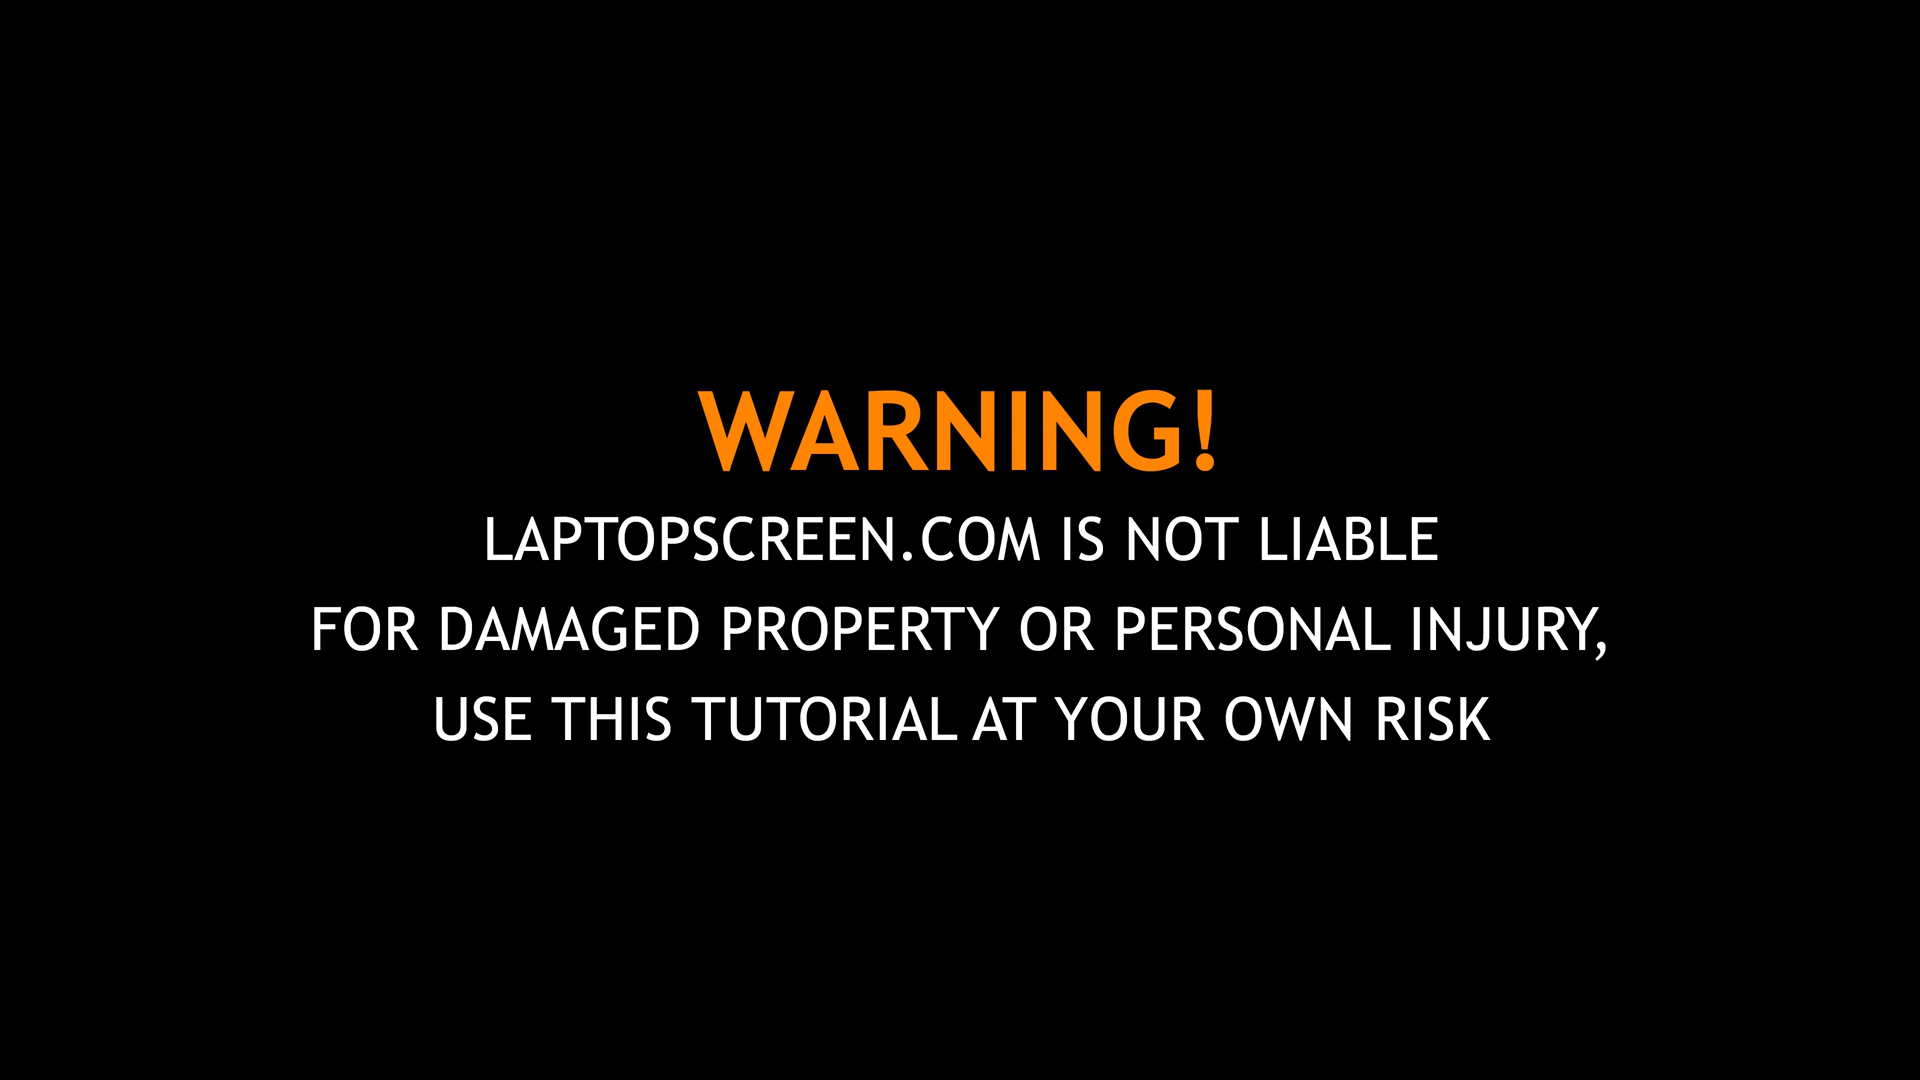 WARNING!
LAPTOPSCREEN.COM IS NOT LIABLE
FOR DAMAGED PROPERTY OR PERSONAL INJURY,
USE THIS TUTORIAL AT YOUR OWN RISK